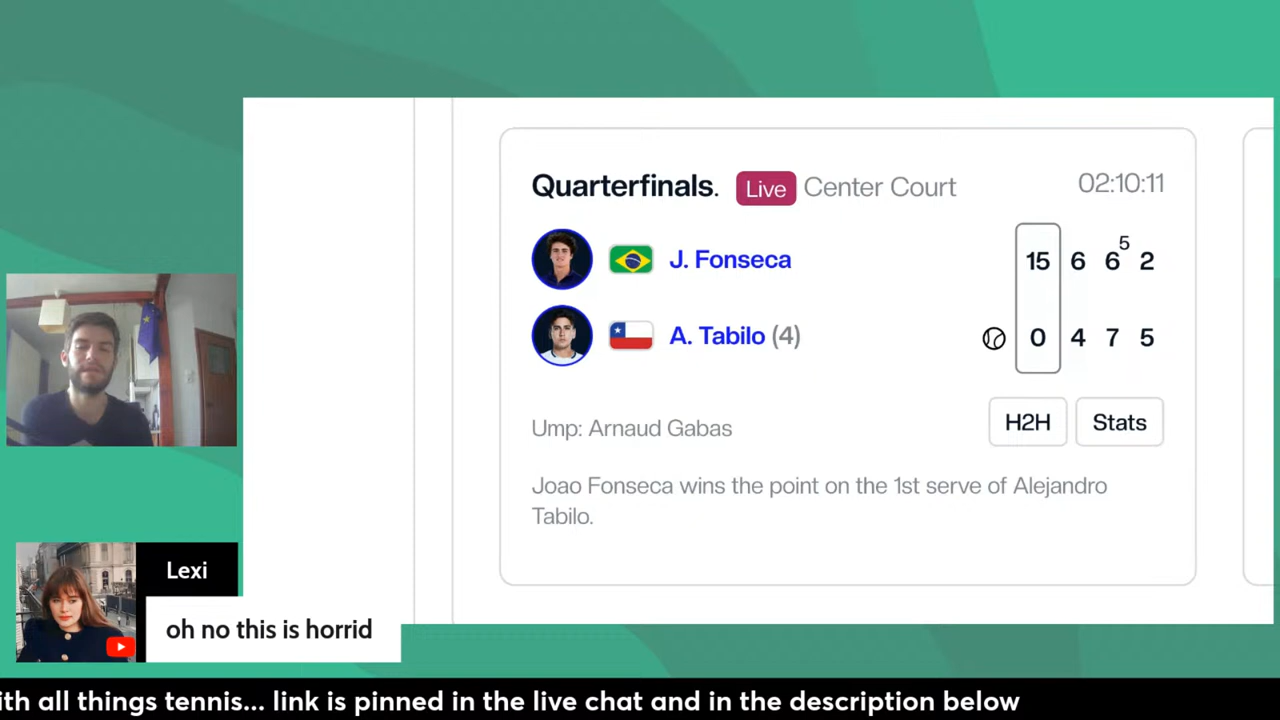 Quarterfinals. Live Center Court 02:10:11
J. Fonseca 15 6 6 5 2
A. Tabilo (4) 0 4 7 5
Ump: Arnaud Gabas H2H Stats
Joao Fonseca wins the point on the 1st serve of Alejandro
Tabilo.
Lexi
oh no this is horrid
ith all things tennis... link is pinned in the live chat and in the description below